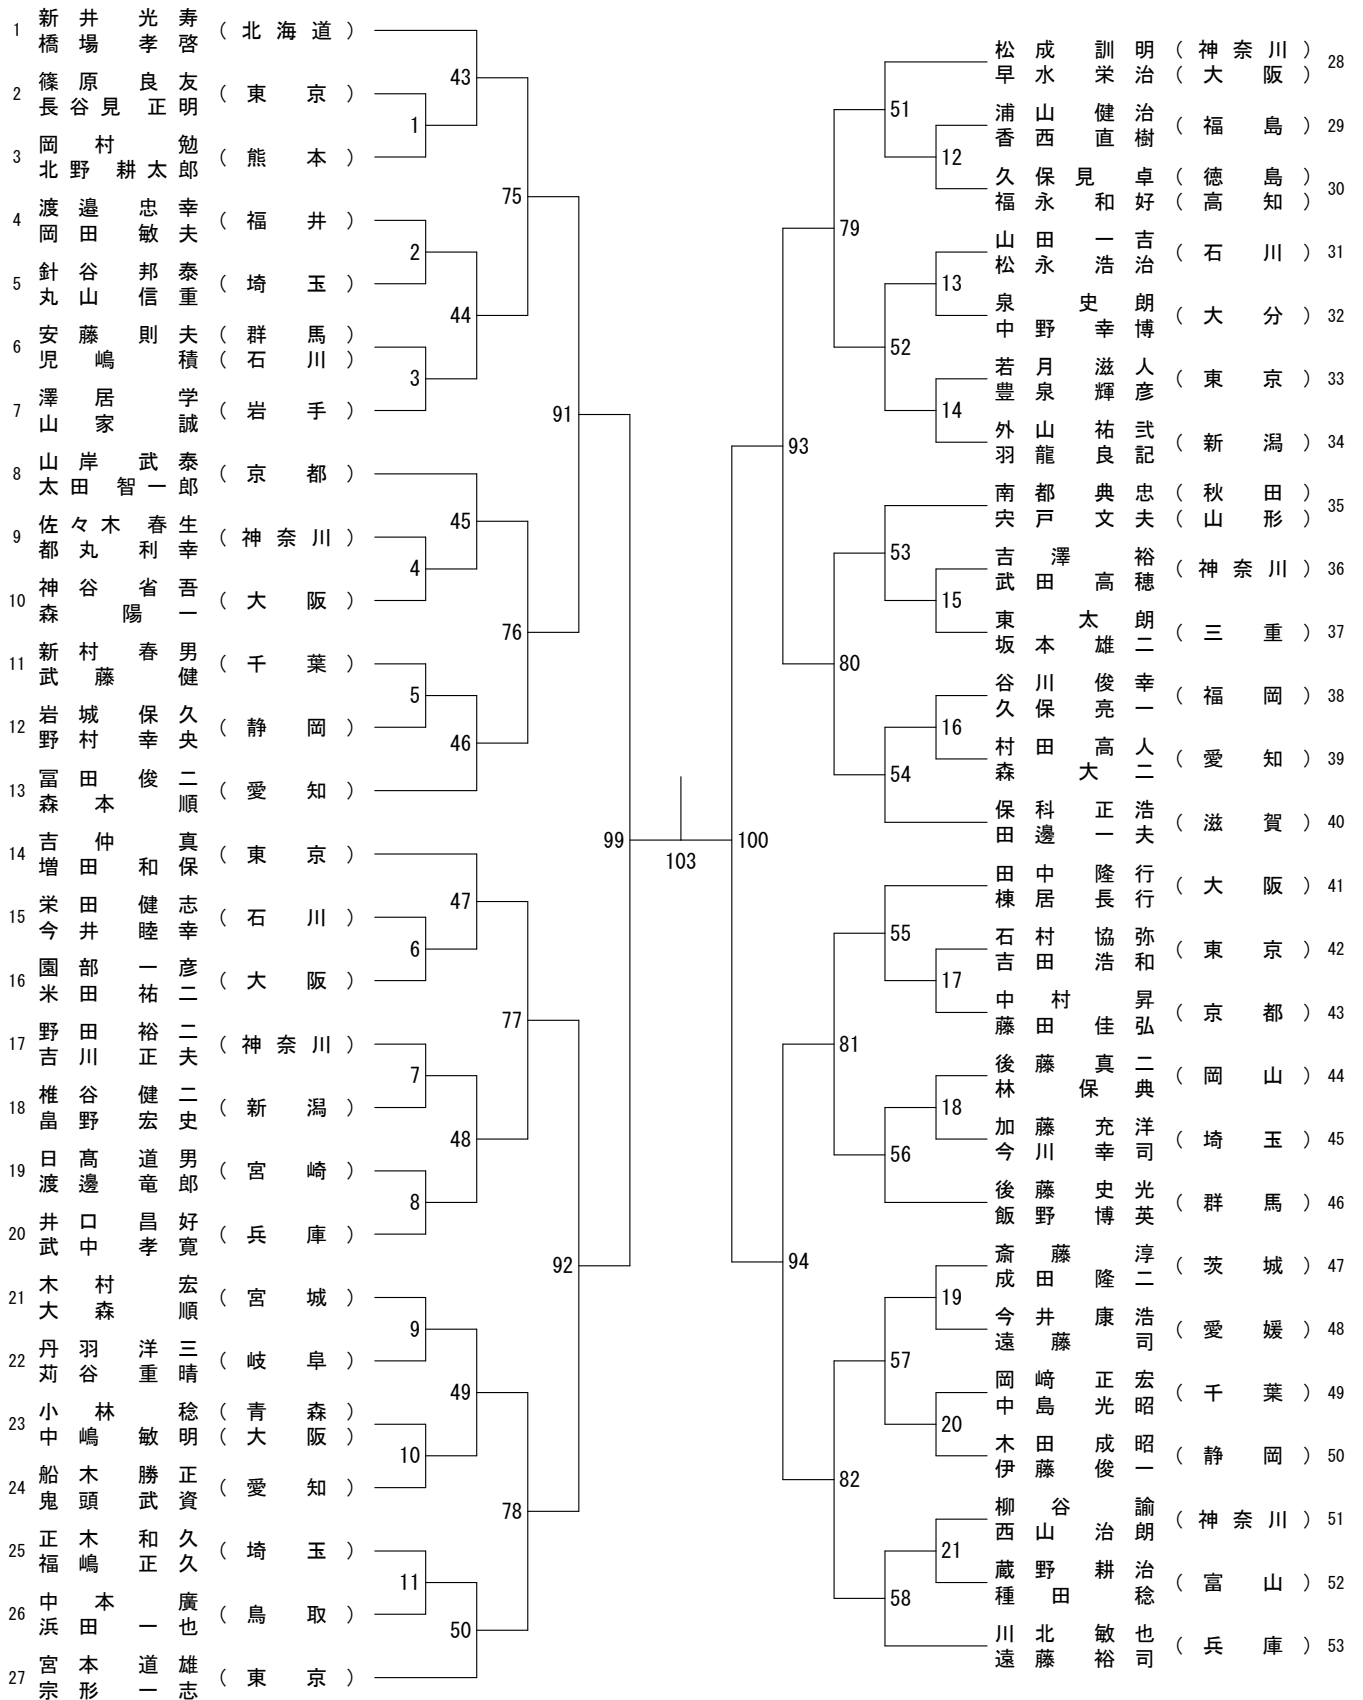 1 新井 光寿 (北海道)
橋場 孝啓
2 篠原 良友 (東京)
長谷見 正明
3 岡村 勉 (熊本)
北野 耕太郎
4 渡邉 忠幸 (福井)
岡田 敏夫
5 針谷 邦泰 (埼玉)
丸山 信重
6 安藤 則夫 (群馬)
児嶋 積 (石川)
7 澤居 学 (岩手)
山家 誠
8 山岸 武泰 (京都)
太田 智一郎
9 佐々木 春生 (神奈川)
都丸 利幸
10 神谷 省吾 (大阪)
森 陽一
11 新村 春男 (千葉)
武藤 健
12 岩城 保久 (静岡)
野村 幸央
13 冨田 俊二 (愛知)
森本 順
14 吉仲 真 (東京)
増田 和保
15 栄田 健志 (石川)
今井 睦幸
16 園部 一彦 (大阪)
米田 祐二
17 野田 裕二 (神奈川)
吉川 正夫
18 椎谷 健二 (新潟)
畠野 宏史
19 日髙 道男 (宮崎)
渡邊 竜郎
20 井口 昌好 (兵庫)
武中 孝寛
21 木村 宏 (宮城)
大森 順
22 丹羽 洋三 (岐阜)
苅谷 重晴
23 小林 稔 (青森)
中嶋 敏明 (大阪)
24 船木 勝正 (愛知)
鬼頭 武資
25 正木 和久 (埼玉)
福嶋 正久
26 中本 廣 (鳥取)
浜田 一也
27 宮本 道雄 (東京)
宗形 一志
1
2
3
4
5
6
7
8
9
10
11
43
44
45
46
47
48
49
50
75
76
77
78
91
92
99
103
100
93
94
79
80
81
82
51
52
53
54
55
56
57
58
12
13
14
15
16
17
18
19
20
21
松成 訓明 (神奈川) 28
早水 栄治 (大阪)
浦山 健治 (福島) 29
香西 直樹
久保見 卓 (徳島) 30
福永 和好 (高知)
山田 一吉 (石川) 31
松永 浩治
泉 史朗 (大分) 32
中野 幸博
若月 滋人 (東京) 33
豊泉 輝彦
外山 祐弐 (新潟) 34
羽龍 良記
南都 典忠 (秋田) 35
宍戸 文夫 (山形)
吉澤 裕 (神奈川) 36
武田 高穂
東 太朗 (三重) 37
坂本 雄二
谷川 俊幸 (福岡) 38
久保 亮一
村田 高人 (愛知) 39
森 大二
保科 正浩 (滋賀) 40
田邊 一夫
田中 隆行 (大阪) 41
棟居 長行
石村 協弥 (東京) 42
吉田 浩和
中村 昇 (京都) 43
藤田 佳弘
後藤 真二 (岡山) 44
林 保典
加藤 充洋 (埼玉) 45
今川 幸司
後藤 史光 (群馬) 46
飯野 博英
斎藤 淳 (茨城) 47
成田 隆二
今井 康浩 (愛媛) 48
遠藤 司
岡﨑 正宏 (千葉) 49
中島 光昭
木田 成昭 (静岡) 50
伊藤 俊一
柳谷 諭 (神奈川) 51
西山 治朗
蔵野 耕治 (富山) 52
種田 稔
川北 敏也 (兵庫) 53
遠藤 裕司